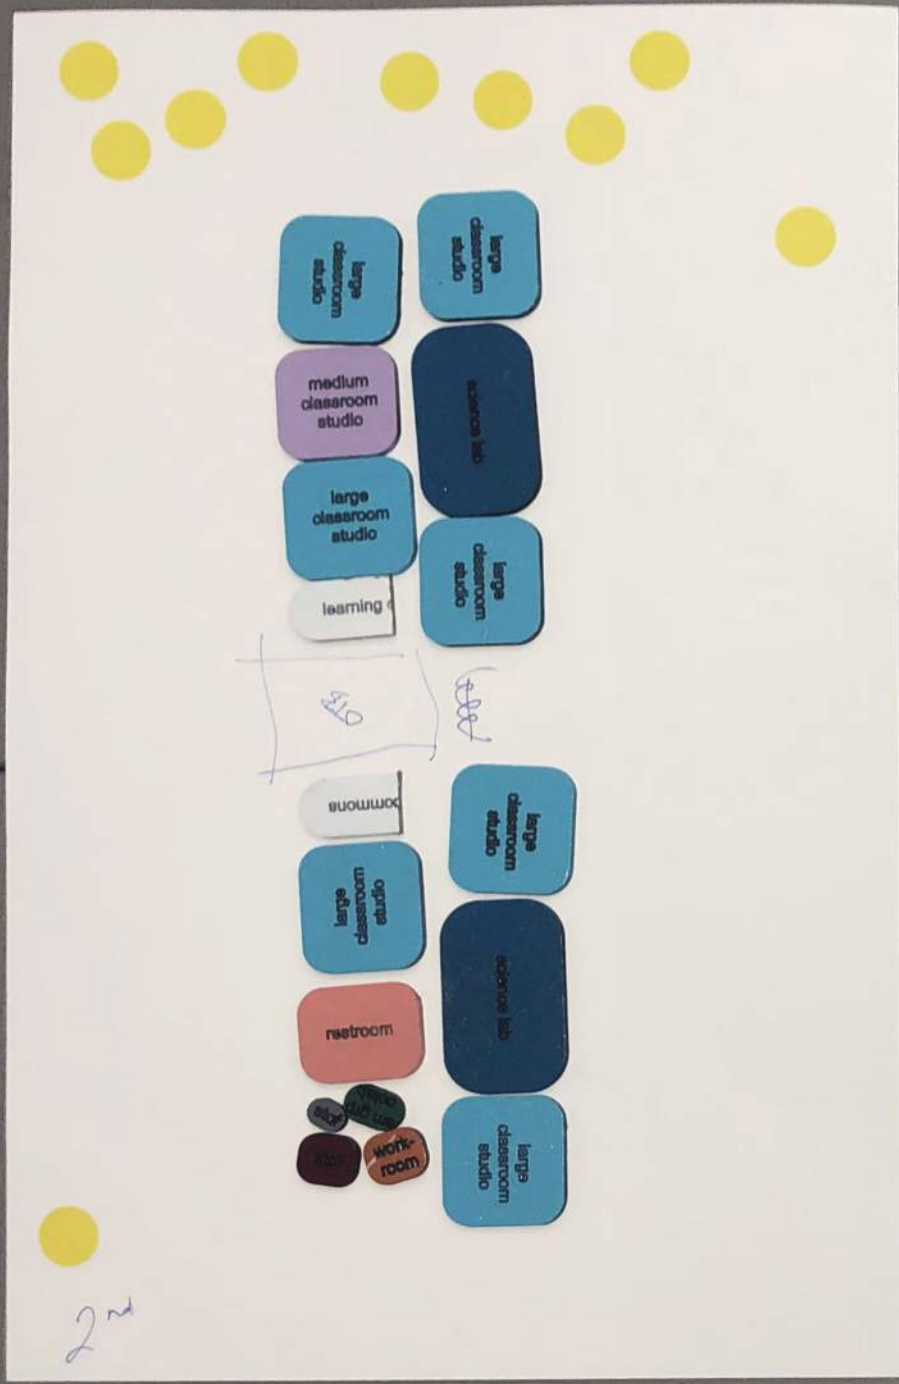 large
classroom
studio
large
classroom
studio
medium
classroom
studio
science lab
large
classroom
studio
large
classroom
studio
learning
commons
large
classroom
studio
large
classroom
studio
science lab
restroom
work-
room
large
classroom
studio
2nd